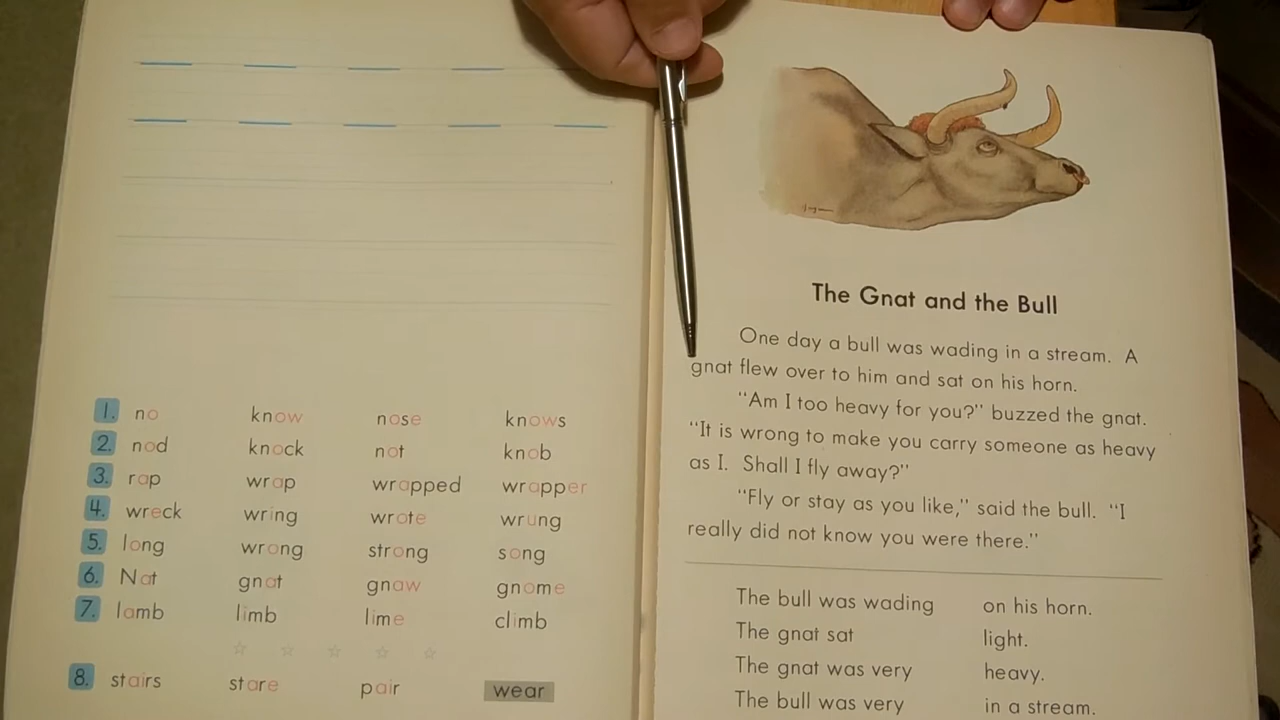 1. no know nose knows
2. nod knock not knob
3. rap wrap wrapped wrapper
4. wreck wring wrote wrung
5. long wrong strong song
6. Nat gnat gnaw gnome
7. lamb limb lime climb
8. stairs stare pair wear
The Gnat and the Bull
One day a bull was wading in a stream. A
gnat flew over to him and sat on his horn.
"Am I too heavy for you?" buzzed the gnat.
"It is wrong to make you carry someone as heavy
as I. Shall I fly away?"
"Fly or stay as you like," said the bull. "I
really did not know you were there."
The bull was wading on his horn.
The gnat sat light.
The gnat was very heavy.
The bull was very in a stream.